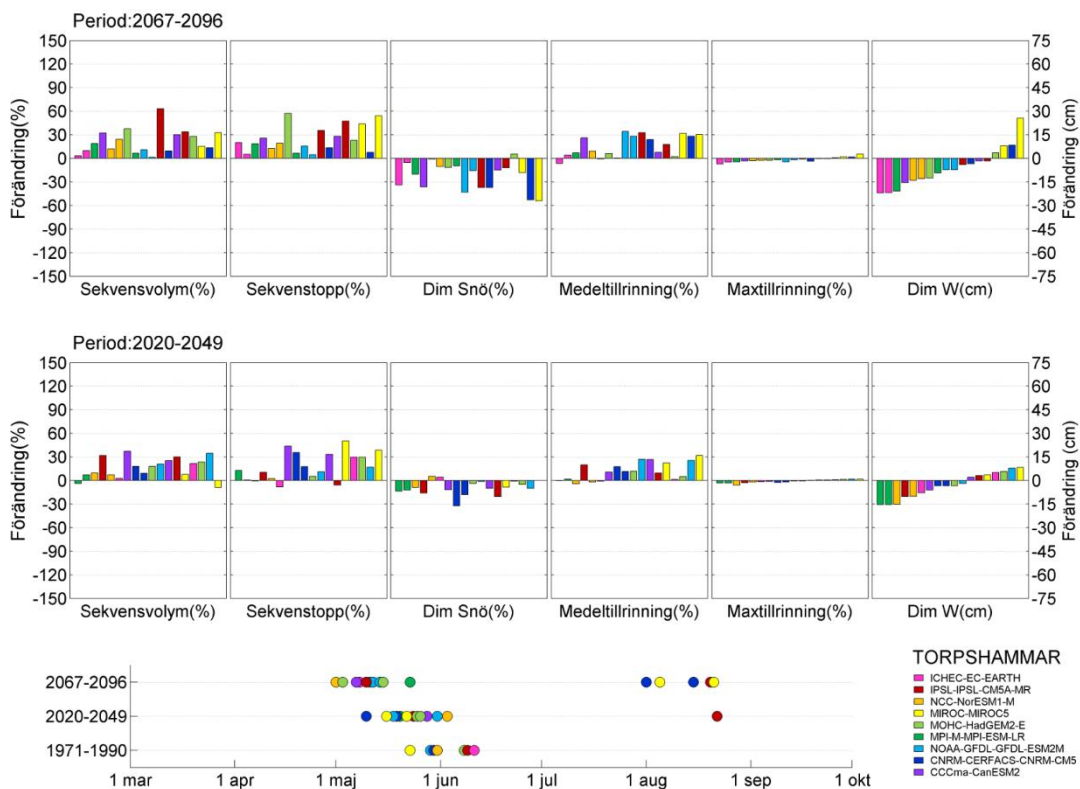 Period:2067-2096
150
120
90
60
30
0
-30
-60
-90
-120
-150
Förändring(%)
75
60
45
30
15
0
-15
-30
-45
-60
-75
Förändring (cm)
Sekvensvolym(%) Sekvenstopp(%) Dim Snö(%) Medeltillrinning(%) Maxtillrinning(%) Dim W(cm)
Period:2020-2049
150
120
90
60
30
0
-30
-60
-90
-120
-150
Förändring(%)
75
60
45
30
15
0
-15
-30
-45
-60
-75
Förändring (cm)
Sekvensvolym(%) Sekvenstopp(%) Dim Snö(%) Medeltillrinning(%) Maxtillrinning(%) Dim W(cm)
2067-2096
2020-2049
1971-1990
1 mar 1 apr 1 maj 1 jun 1 jul 1 aug 1 sep 1 okt
TORPSHAMMAR
ICHEC-EC-EARTH
IPSL-IPSL-CM5A-MR
NCC-NorESM1-M
MIROC-MIROC5
MOHC-HadGEM2-E
MPI-M-MPI-ESM-LR
NOAA-GFDL-GFDL-ESM2M
CNRM-CERFACS-CNRM-CM5
CCCma-CanESM2